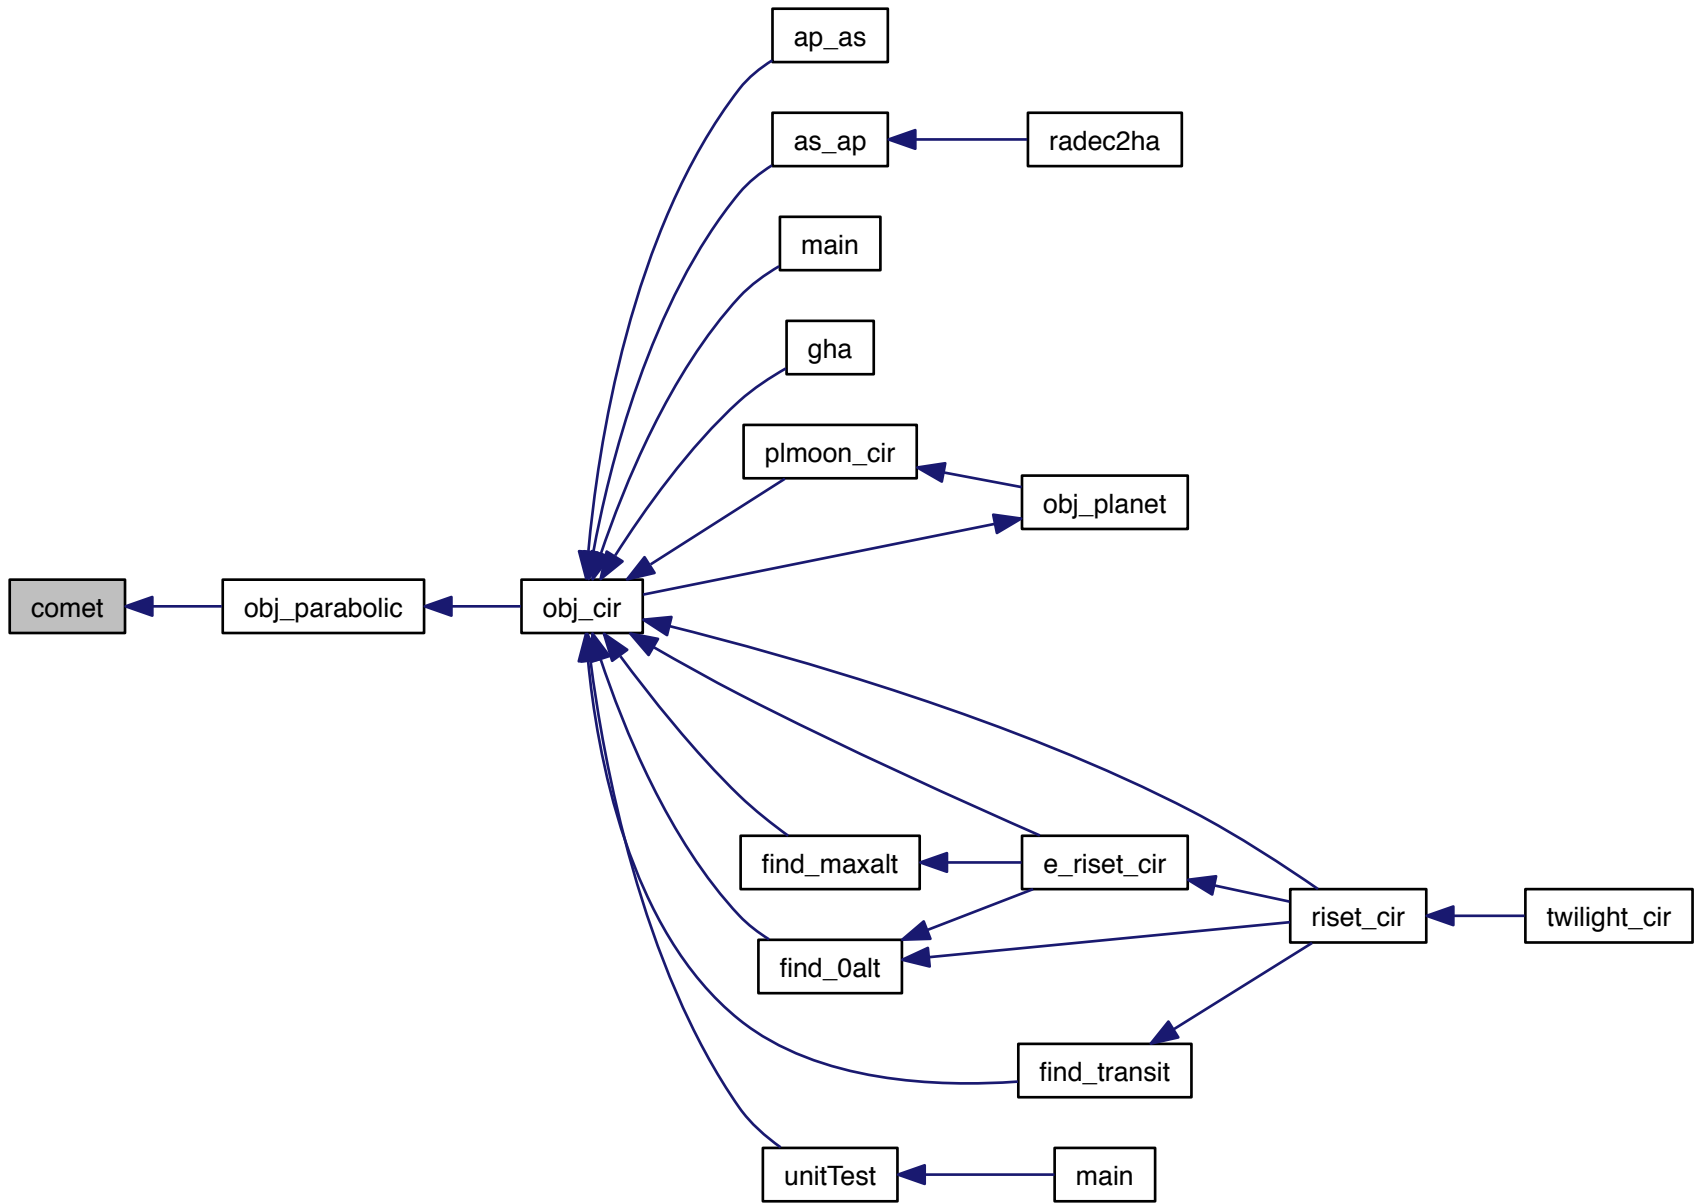 ap_as
as_ap
radec2ha
main
gha
plmoon_cir
obj_planet
comet
obj_parabolic
obj_cir
find_maxalt
e_riset_cir
riset_cir
twilight_cir
find_0alt
find_transit
unitTest
main